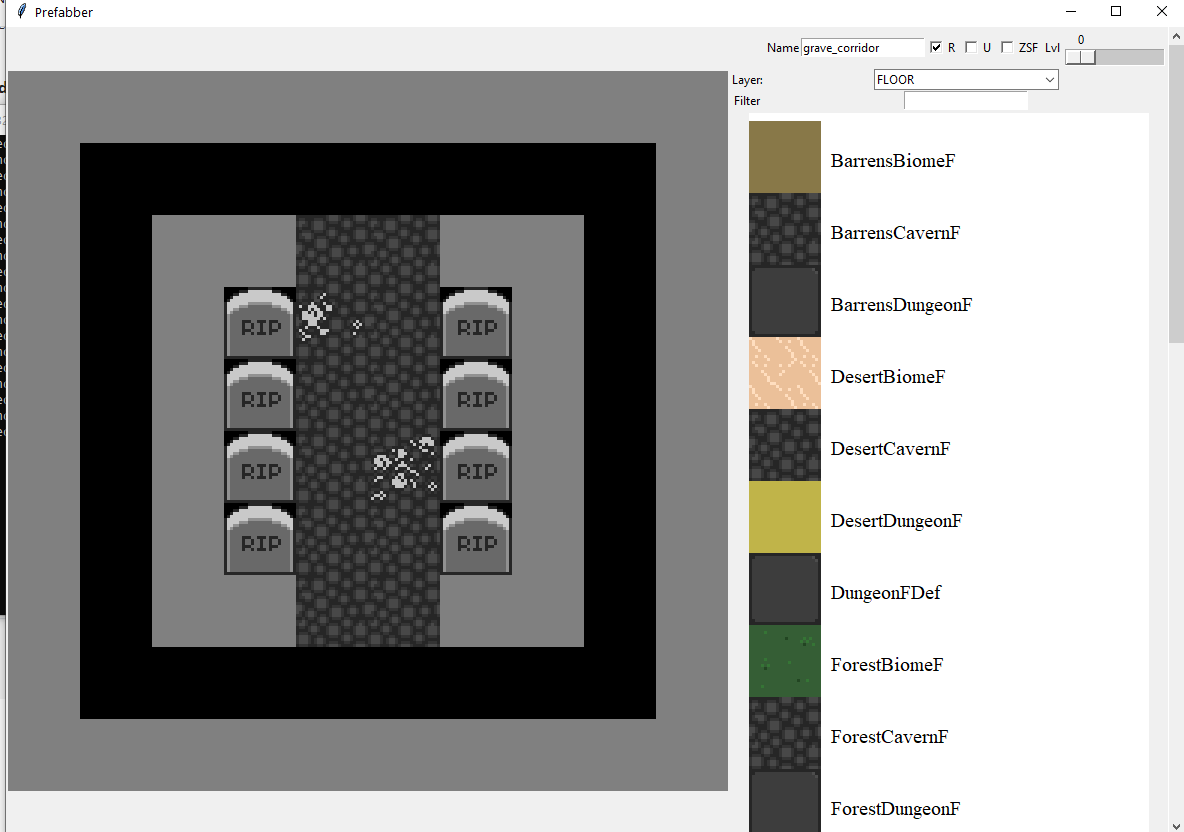 Prefabber
Name grave_corridor R U ZSF Lvl 0
Layer: FLOOR
Filter
BarrensBiomeF
BarrensCavernF
BarrensDungeonF
DesertBiomeF
DesertCavernF
DesertDungeonF
DungeonFDef
ForestBiomeF
ForestCavernF
ForestDungeonF
RIP RIP
RIP RIP
RIP RIP
RIP RIP